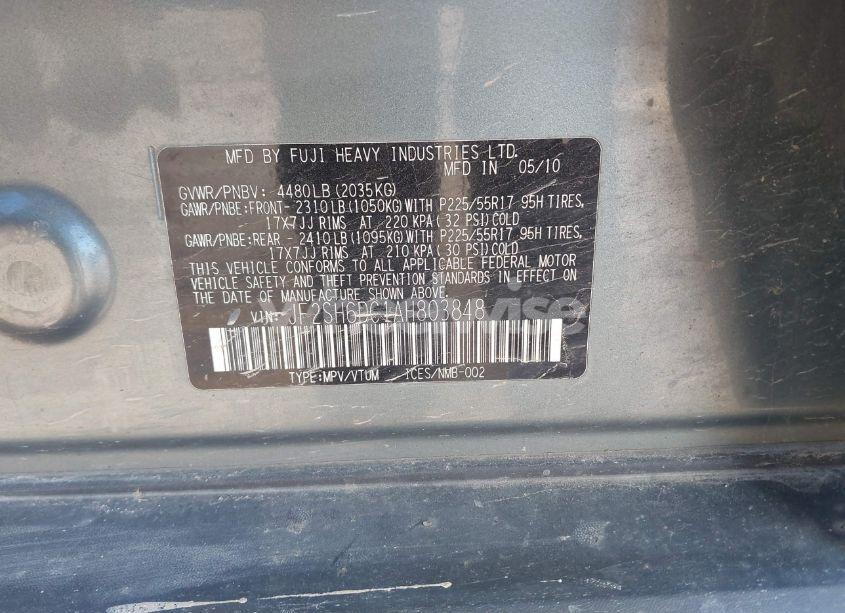 MFD BY FUJI HEAVY INDUSTRIES LTD.
MFD IN 05/10
GVWR/PNBV: 4480LB(2035KG)
GAWR/PNBE:FRONT- 2310LB(1050KG)WITH P225/55R17 95H TIRES,
17X7JJ RIMS AT 220 KPA(32 PSI)COLD
GAWR/PNBE:REAR - 2410LB(1095KG)WITH P225/55R17 95H TIRES,
17X7JJ RIMS AT 210 KPA(30 PSI)COLD
THIS VEHICLE CONFORMS TO ALL APPLICABLE FEDERAL MOTOR
VEHICLE SAFETY AND THEFT PREVENTION STANDARDS IN EFFECT ON
THE DATE OF MANUFACTURE SHOWN ABOVE.
VIN: JF2SH6DC1AH803848
TYPE:MPV/VTUM ICES/NMB-002